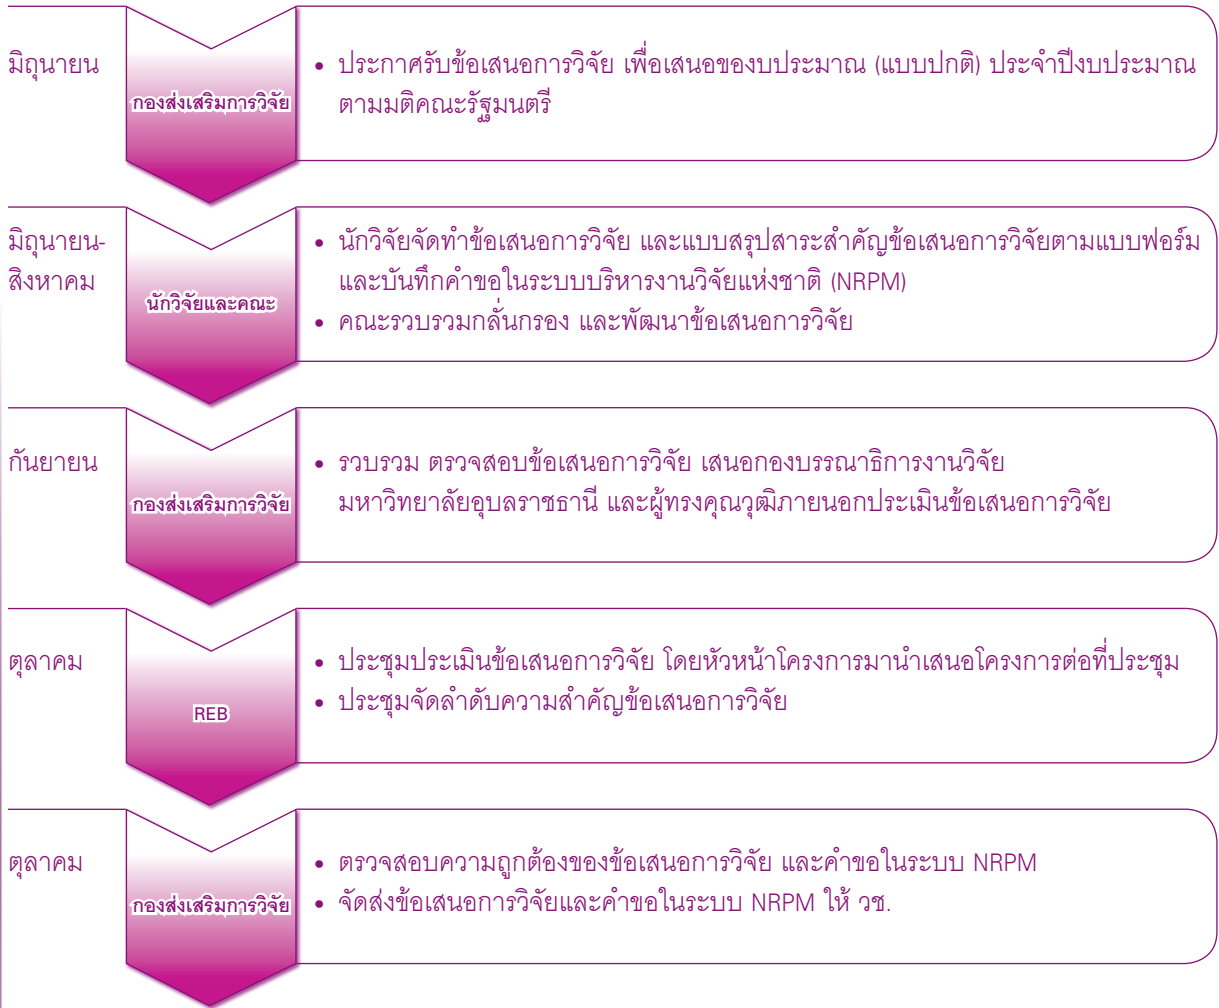 มิถุนายน
กองส่งเสริมการวิจัย
• ประกาศรับข้อเสนอการวิจัย เพื่อเสนอของบประมาณ (แบบปกติ) ประจำปีงบประมาณ
ตามมติคณะรัฐมนตรี
มิถุนายน-
สิงหาคม
นักวิจัยและคณะ
• นักวิจัยจัดทำข้อเสนอการวิจัย และแบบสรุปสาระสำคัญข้อเสนอการวิจัยตามแบบฟอร์ม
และบันทึกคำขอในระบบบริหารงานวิจัยแห่งชาติ (NRPM)
• คณะรวบรวมกลั่นกรอง และพัฒนาข้อเสนอการวิจัย
กันยายน
กองส่งเสริมการวิจัย
• รวบรวม ตรวจสอบข้อเสนอการวิจัย เสนอกองบรรณาธิการงานวิจัย
มหาวิทยาลัยอุบลราชธานี และผู้ทรงคุณวุฒิภายนอกประเมินข้อเสนอการวิจัย
ตุลาคม
REB
• ประชุมประเมินข้อเสนอการวิจัย โดยหัวหน้าโครงการมานำเสนอโครงการต่อที่ประชุม
• ประชุมจัดลำดับความสำคัญข้อเสนอการวิจัย
ตุลาคม
กองส่งเสริมการวิจัย
• ตรวจสอบความถูกต้องของข้อเสนอการวิจัย และคำขอในระบบ NRPM
• จัดส่งข้อเสนอการวิจัยและคำขอในระบบ NRPM ให้ วช.